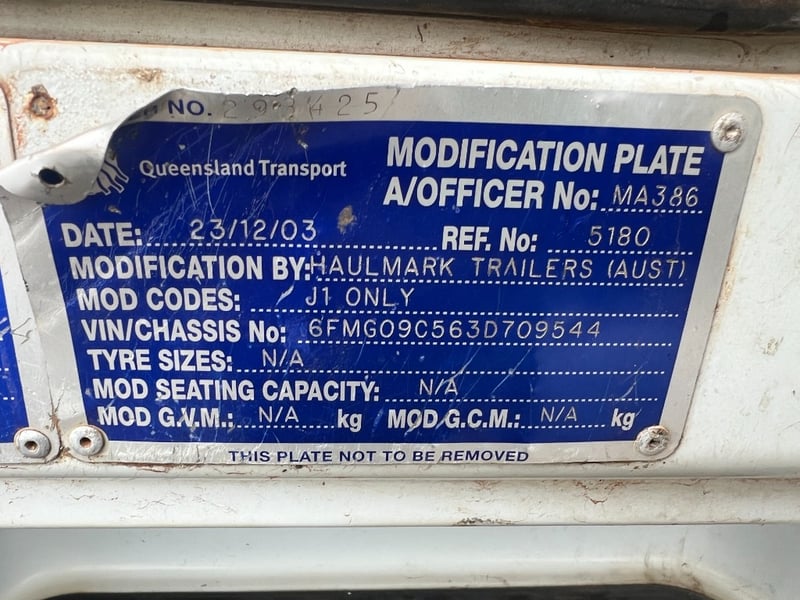 NO. 293425
Queensland Transport
MODIFICATION PLATE
A/OFFICER No: MA386
DATE: 23/12/03 REF. No: 5180
MODIFICATION BY: HAULMARK TRAILERS (AUST)
MOD CODES: J1 ONLY
VIN/CHASSIS No: 6FMG09C563D709544
TYRE SIZES: N/A
MOD SEATING CAPACITY: N/A
MOD G.V.M.: N/A kg MOD G.C.M.: N/A kg
THIS PLATE NOT TO BE REMOVED